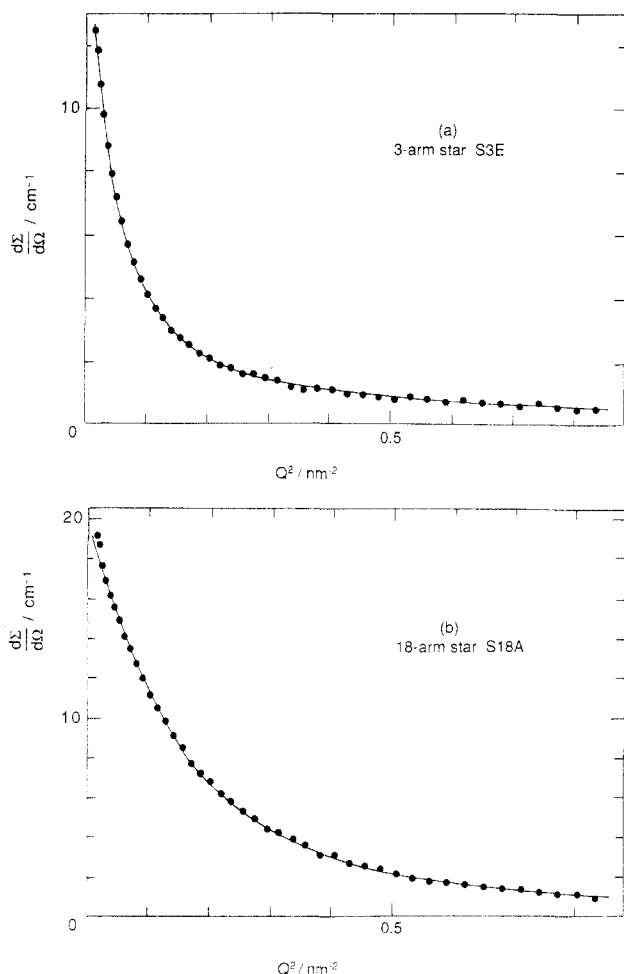 10
(a)
3-arm star S3E
dΣ
dΩ / cm⁻¹
0
0.5
Q² / nm⁻²
20
(b)
18-arm star S18A
dΣ
dΩ / cm⁻¹
10
0
0.5
Q² / nm⁻²